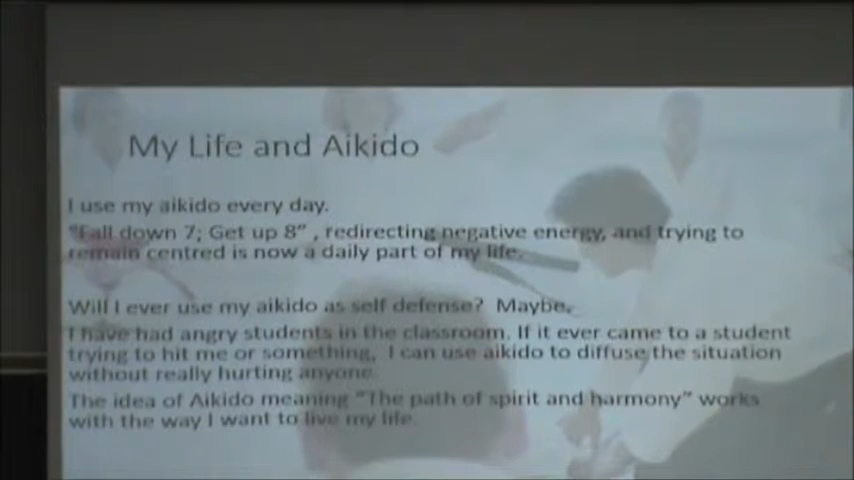 My Life and Aikido
I use my aikido every day.
"Fall down 7; Get up 8" , redirecting negative energy, and trying to
remain centred is now a daily part of my life.
Will I ever use my aikido as self defense? Maybe.
I have had angry students in the classroom. If it ever came to a student
trying to hit me or something, I can use aikido to diffuse the situation
without really hurting anyone.
The idea of Aikido meaning "The path of spirit and harmony" works
with the way I want to live my life.